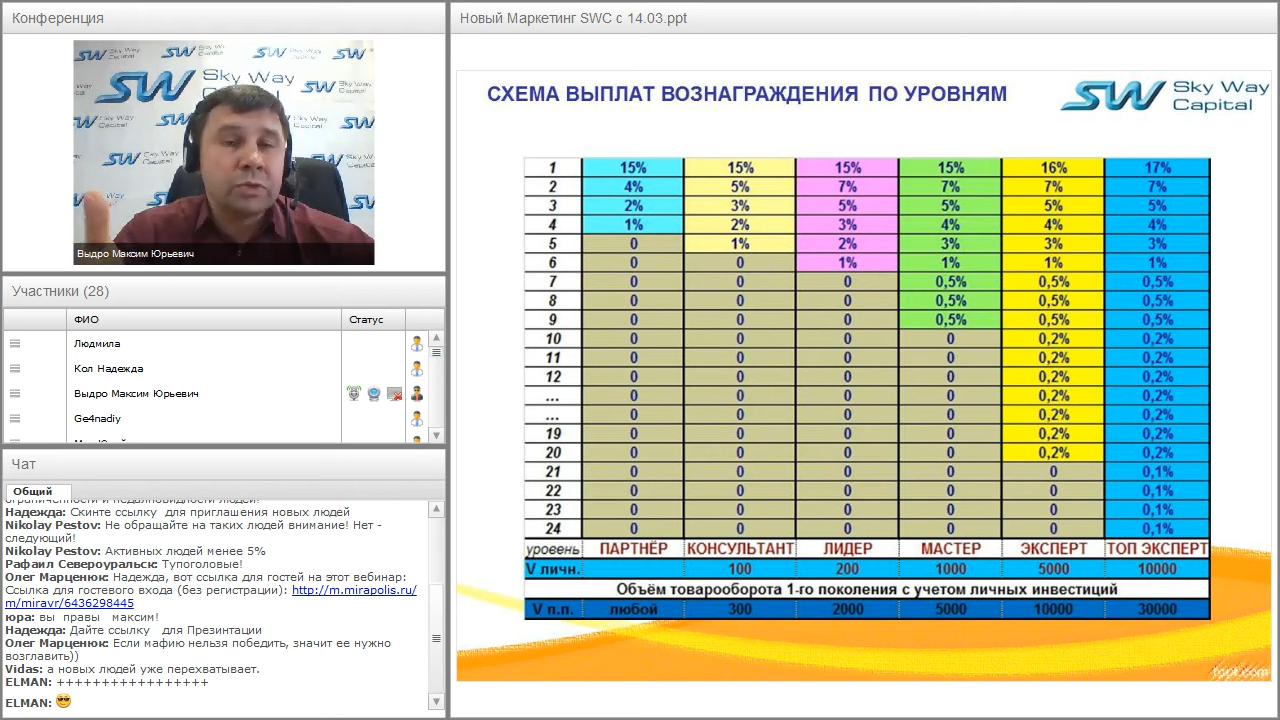 Конференция
Sky Way
Capital
Выдро Максим Юрьевич
Участники (28)
ФИО Статус
Людмила
Кол Надежда
Выдро Максим Юрьевич
Ge4nadiy
Чат
Общий
ограниченности и недалновидности людей!
Надежда: Скинте ссылку для приглашения новых людей
Nikolay Pestov: Не обращайте на таких людей внимание! Нет -
следующий!
Nikolay Pestov: Активных людей менее 5%
Рафаил Североуральск: Тупоголовые!
Олег Марценюк: Надежда, вот ссылка для гостей на этот вебинар:
Ссылка для гостевого входа (без регистрации): http://m.mirapolis.ru/
m/miravr/6436298445
юра: вы правы максим!
Надежда: Дайте ссылку для Презентации
Олег Марценюк: Если мафию нельзя победить, значит ее нужно
возглавить))
Vidas: а новых людей уже перехватывает.
ELMAN: +++++++++++++++++
ELMAN:
Новый Маркетинг SWC с 14.03.ppt
СХЕМА ВЫПЛАТ ВОЗНАГРАЖДЕНИЯ ПО УРОВНЯМ
SW Sky Way
Capital
1 15% 15% 15% 15% 16% 17%
2 4% 5% 7% 7% 7% 7%
3 2% 3% 5% 5% 5% 5%
4 1% 2% 3% 4% 4% 4%
5 0 1% 2% 3% 3% 3%
6 0 0 1% 1% 1% 1%
7 0 0 0 0,5% 0,5% 0,5%
8 0 0 0 0,5% 0,5% 0,5%
9 0 0 0 0,5% 0,5% 0,5%
10 0 0 0 0 0,2% 0,2%
11 0 0 0 0 0,2% 0,2%
12 0 0 0 0 0,2% 0,2%
... 0 0 0 0 0,2% 0,2%
... 0 0 0 0 0,2% 0,2%
19 0 0 0 0 0,2% 0,2%
20 0 0 0 0 0,2% 0,2%
21 0 0 0 0 0 0,1%
22 0 0 0 0 0 0,1%
23 0 0 0 0 0 0,1%
24 0 0 0 0 0 0,1%
уровень ПАРТНЁР КОНСУЛЬТАНТ ЛИДЕР МАСТЕР ЭКСПЕРТ ТОП ЭКСПЕРТ
V личн. 100 200 1000 5000 10000
Объём товарооборота 1-го поколения с учетом личных инвестиций
V п.п. любой 300 2000 5000 10000 30000
fppt.com